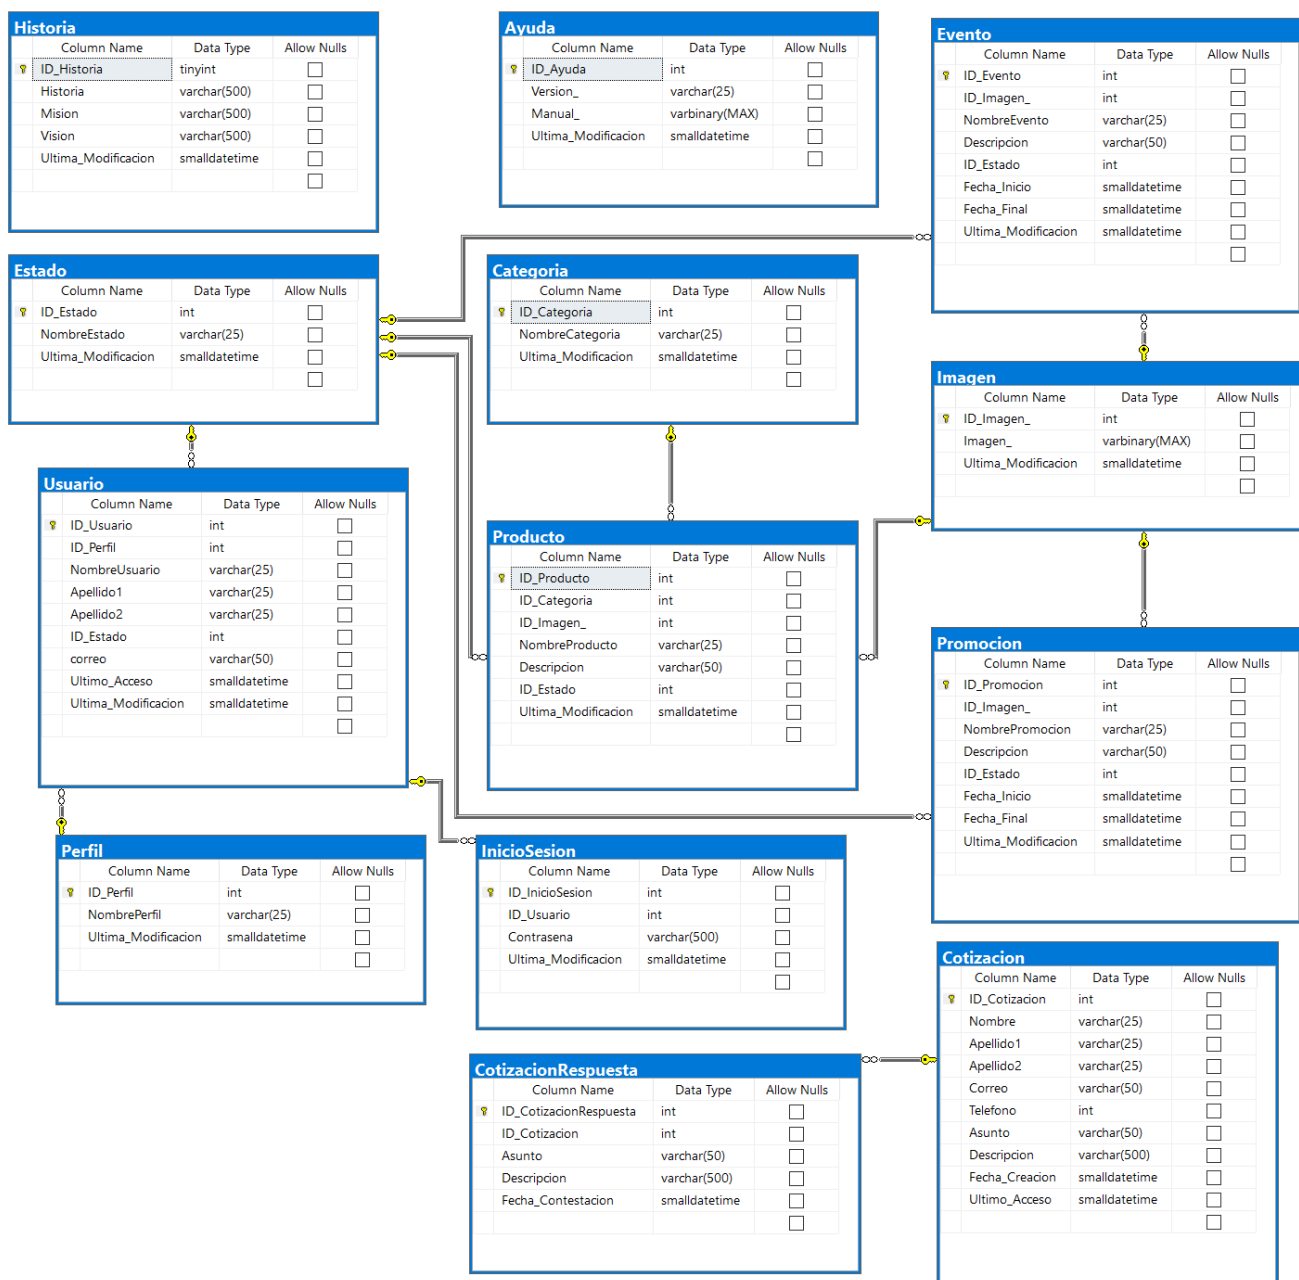 Historia
Column Name Data Type Allow Nulls
ID_Historia tinyint
Historia varchar(500)
Mision varchar(500)
Vision varchar(500)
Ultima_Modificacion smalldatetime
Ayuda
Column Name Data Type Allow Nulls
ID_Ayuda int
Version_ varchar(25)
Manual_ varbinary(MAX)
Ultima_Modificacion smalldatetime
Evento
Column Name Data Type Allow Nulls
ID_Evento int
ID_Imagen_ int
NombreEvento varchar(25)
Descripcion varchar(50)
ID_Estado int
Fecha_Inicio smalldatetime
Fecha_Final smalldatetime
Ultima_Modificacion smalldatetime
Estado
Column Name Data Type Allow Nulls
ID_Estado int
NombreEstado varchar(25)
Ultima_Modificacion smalldatetime
Categoria
Column Name Data Type Allow Nulls
ID_Categoria int
NombreCategoria varchar(25)
Ultima_Modificacion smalldatetime
Imagen
Column Name Data Type Allow Nulls
ID_Imagen_ int
Imagen_ varbinary(MAX)
Ultima_Modificacion smalldatetime
Usuario
Column Name Data Type Allow Nulls
ID_Usuario int
ID_Perfil int
NombreUsuario varchar(25)
Apellido1 varchar(25)
Apellido2 varchar(25)
ID_Estado int
correo varchar(50)
Ultimo_Acceso smalldatetime
Ultima_Modificacion smalldatetime
Producto
Column Name Data Type Allow Nulls
ID_Producto int
ID_Categoria int
ID_Imagen_ int
NombreProducto varchar(25)
Descripcion varchar(50)
ID_Estado int
Ultima_Modificacion smalldatetime
Promocion
Column Name Data Type Allow Nulls
ID_Promocion int
ID_Imagen_ int
NombrePromocion varchar(25)
Descripcion varchar(50)
ID_Estado int
Fecha_Inicio smalldatetime
Fecha_Final smalldatetime
Ultima_Modificacion smalldatetime
Perfil
Column Name Data Type Allow Nulls
ID_Perfil int
NombrePerfil varchar(25)
Ultima_Modificacion smalldatetime
InicioSesion
Column Name Data Type Allow Nulls
ID_InicioSesion int
ID_Usuario int
Contrasena varchar(500)
Ultima_Modificacion smalldatetime
Cotizacion
Column Name Data Type Allow Nulls
ID_Cotizacion int
Nombre varchar(25)
Apellido1 varchar(25)
Apellido2 varchar(25)
Correo varchar(50)
Telefono int
Asunto varchar(50)
Descripcion varchar(500)
Fecha_Creacion smalldatetime
Ultimo_Acceso smalldatetime
CotizacionRespuesta
Column Name Data Type Allow Nulls
ID_CotizacionRespuesta int
ID_Cotizacion int
Asunto varchar(50)
Descripcion varchar(500)
Fecha_Contestacion smalldatetime